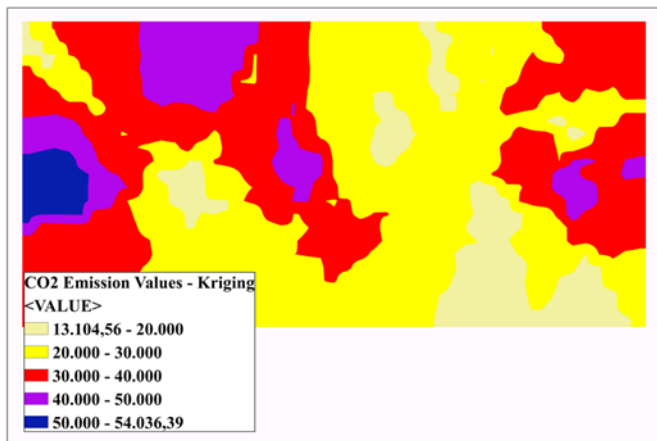 CO2 Emission Values - Kriging
<VALUE>
13.104,56 - 20.000
20.000 - 30.000
30.000 - 40.000
40.000 - 50.000
50.000 - 54.036,39